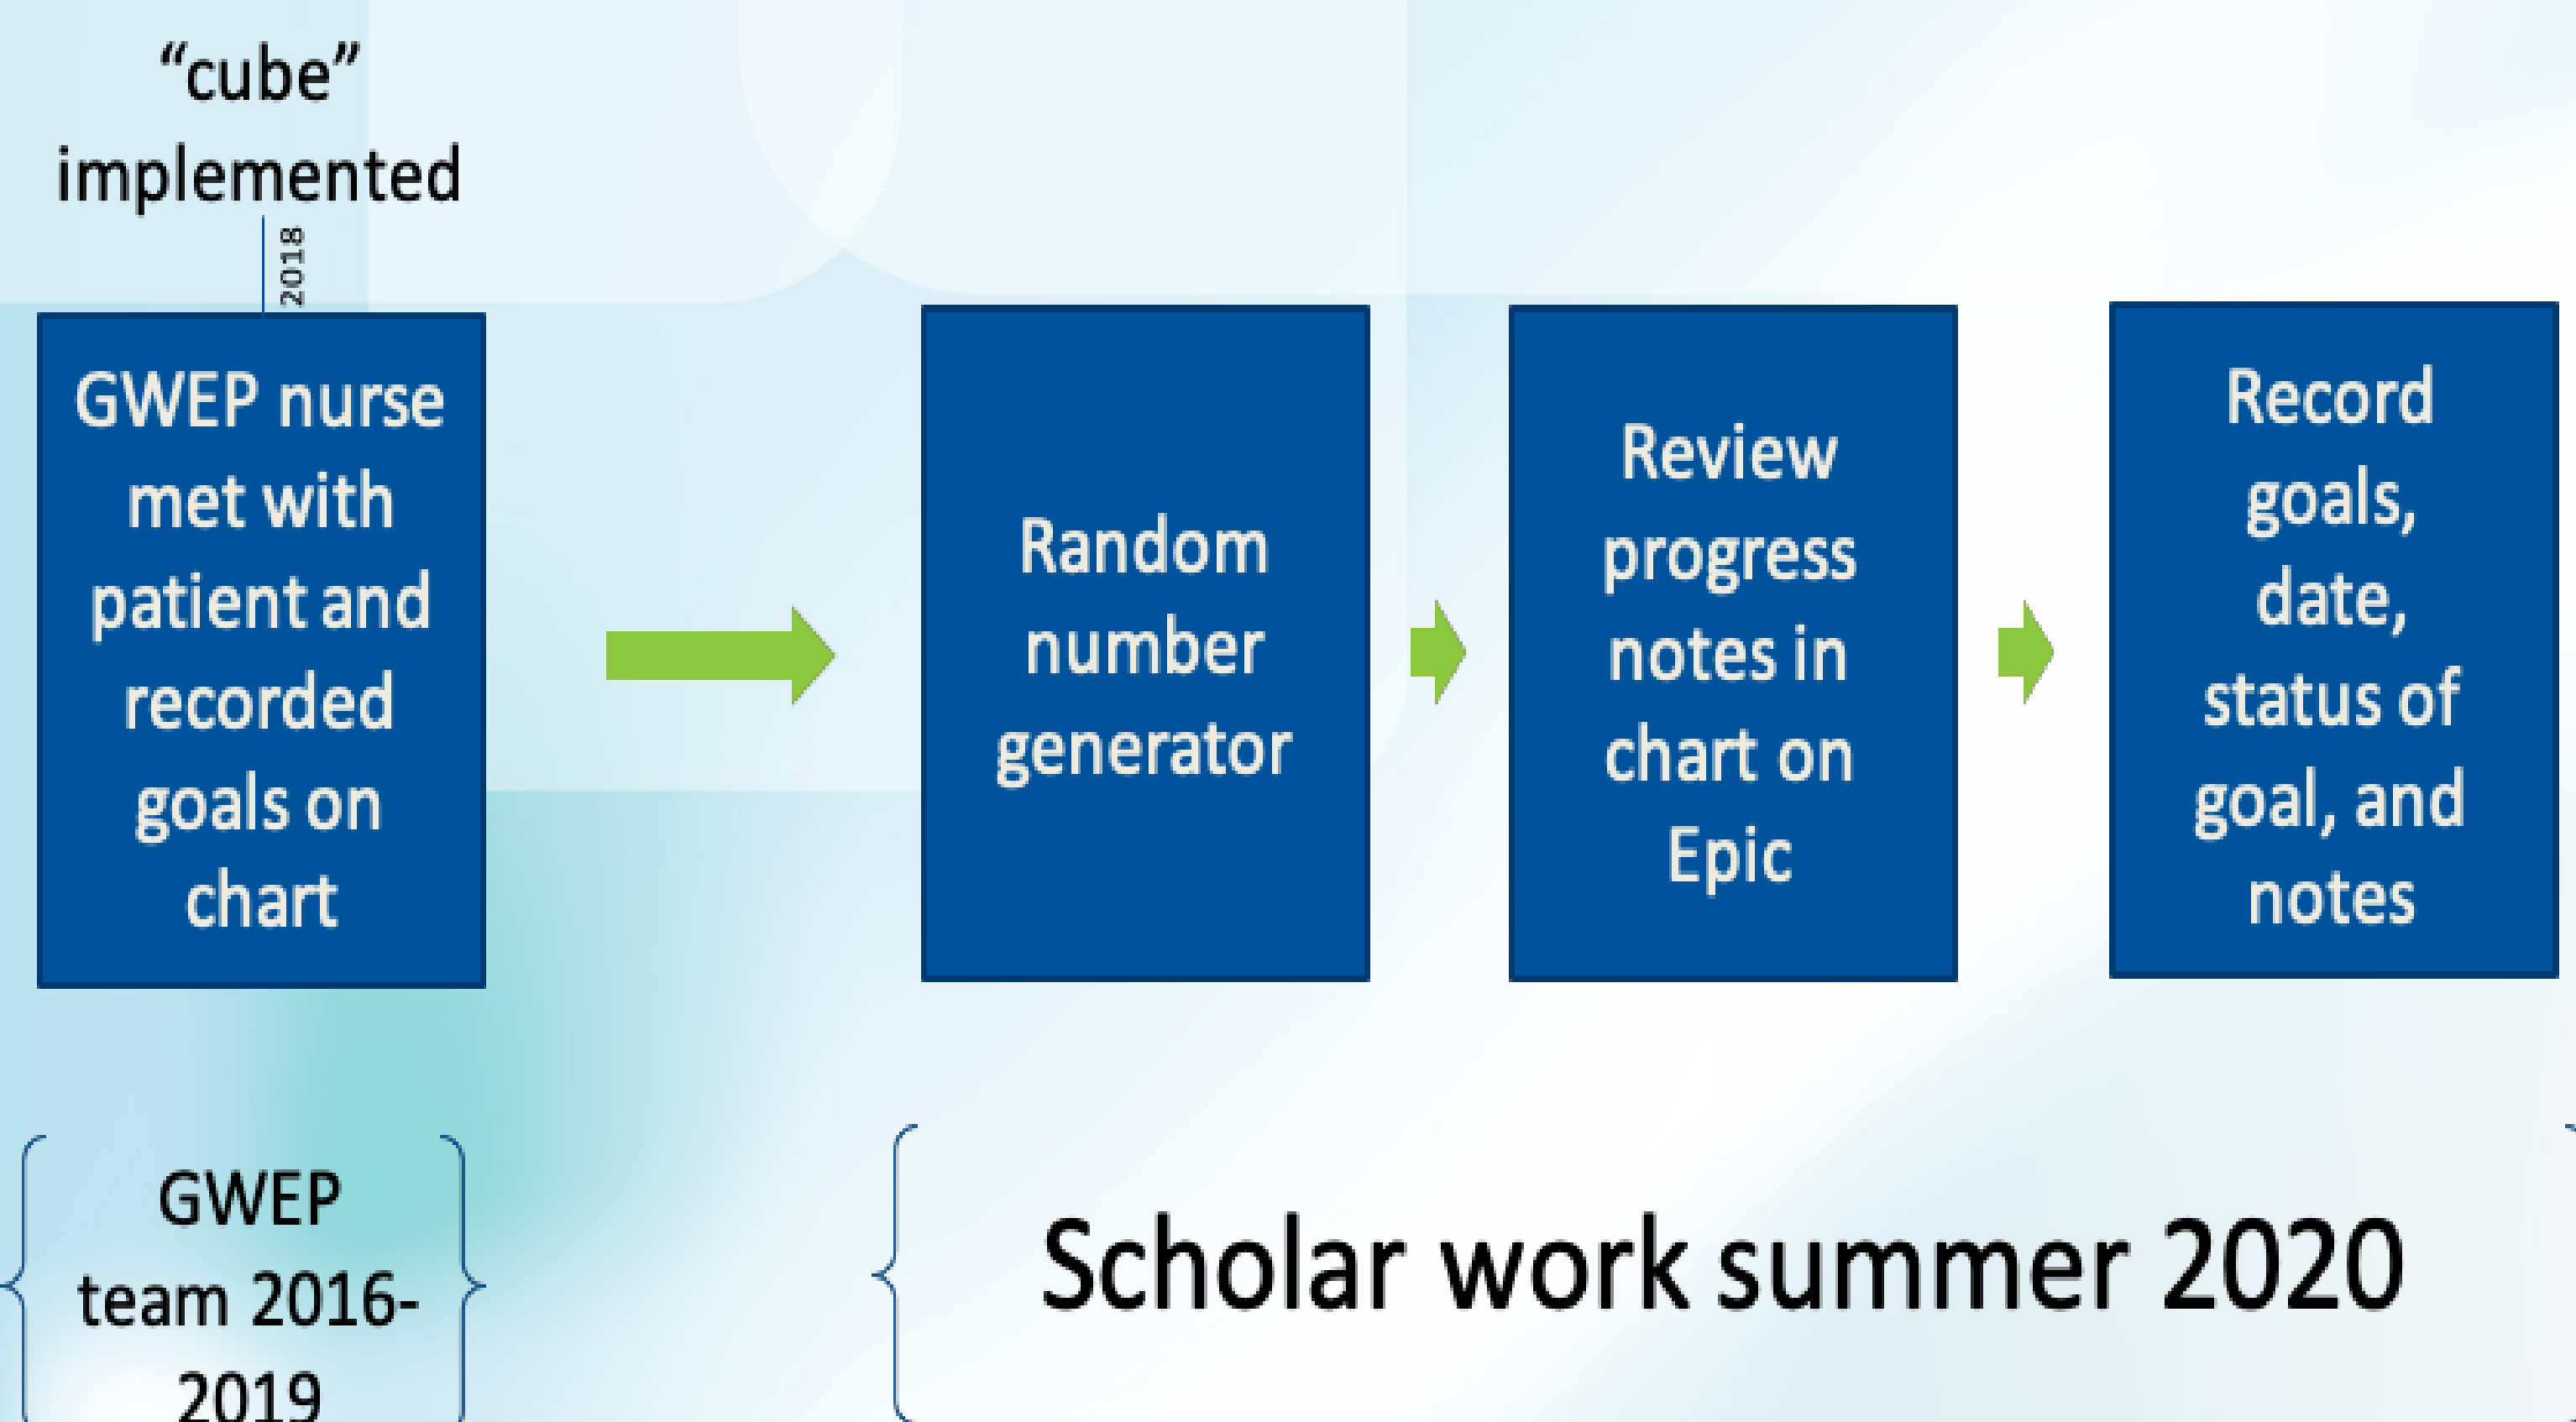 “cube”
implemented
2018
GWEP nurse
met with
patient and
recorded
goals on
chart
Random
number
generator
Review
progress
notes in
chart on
Epic
Record
goals,
date,
status of
goal, and
notes
GWEP
team 2016-
2019
Scholar work summer 2020